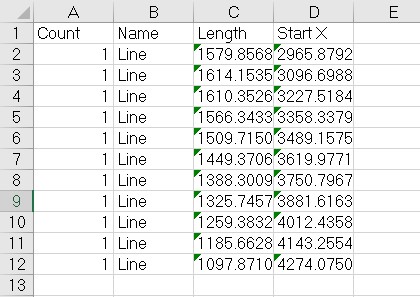 A B C D E
1 Count Name Length Start X
2 1 Line 1579.8568 2965.8792
3 1 Line 1614.1535 3096.6988
4 1 Line 1610.3526 3227.5184
5 1 Line 1566.3433 3358.3379
6 1 Line 1509.7150 3489.1575
7 1 Line 1449.3706 3619.9771
8 1 Line 1388.3009 3750.7967
9 1 Line 1325.7457 3881.6163
10 1 Line 1259.3832 4012.4358
11 1 Line 1185.6628 4143.2554
12 1 Line 1097.8710 4274.0750
13